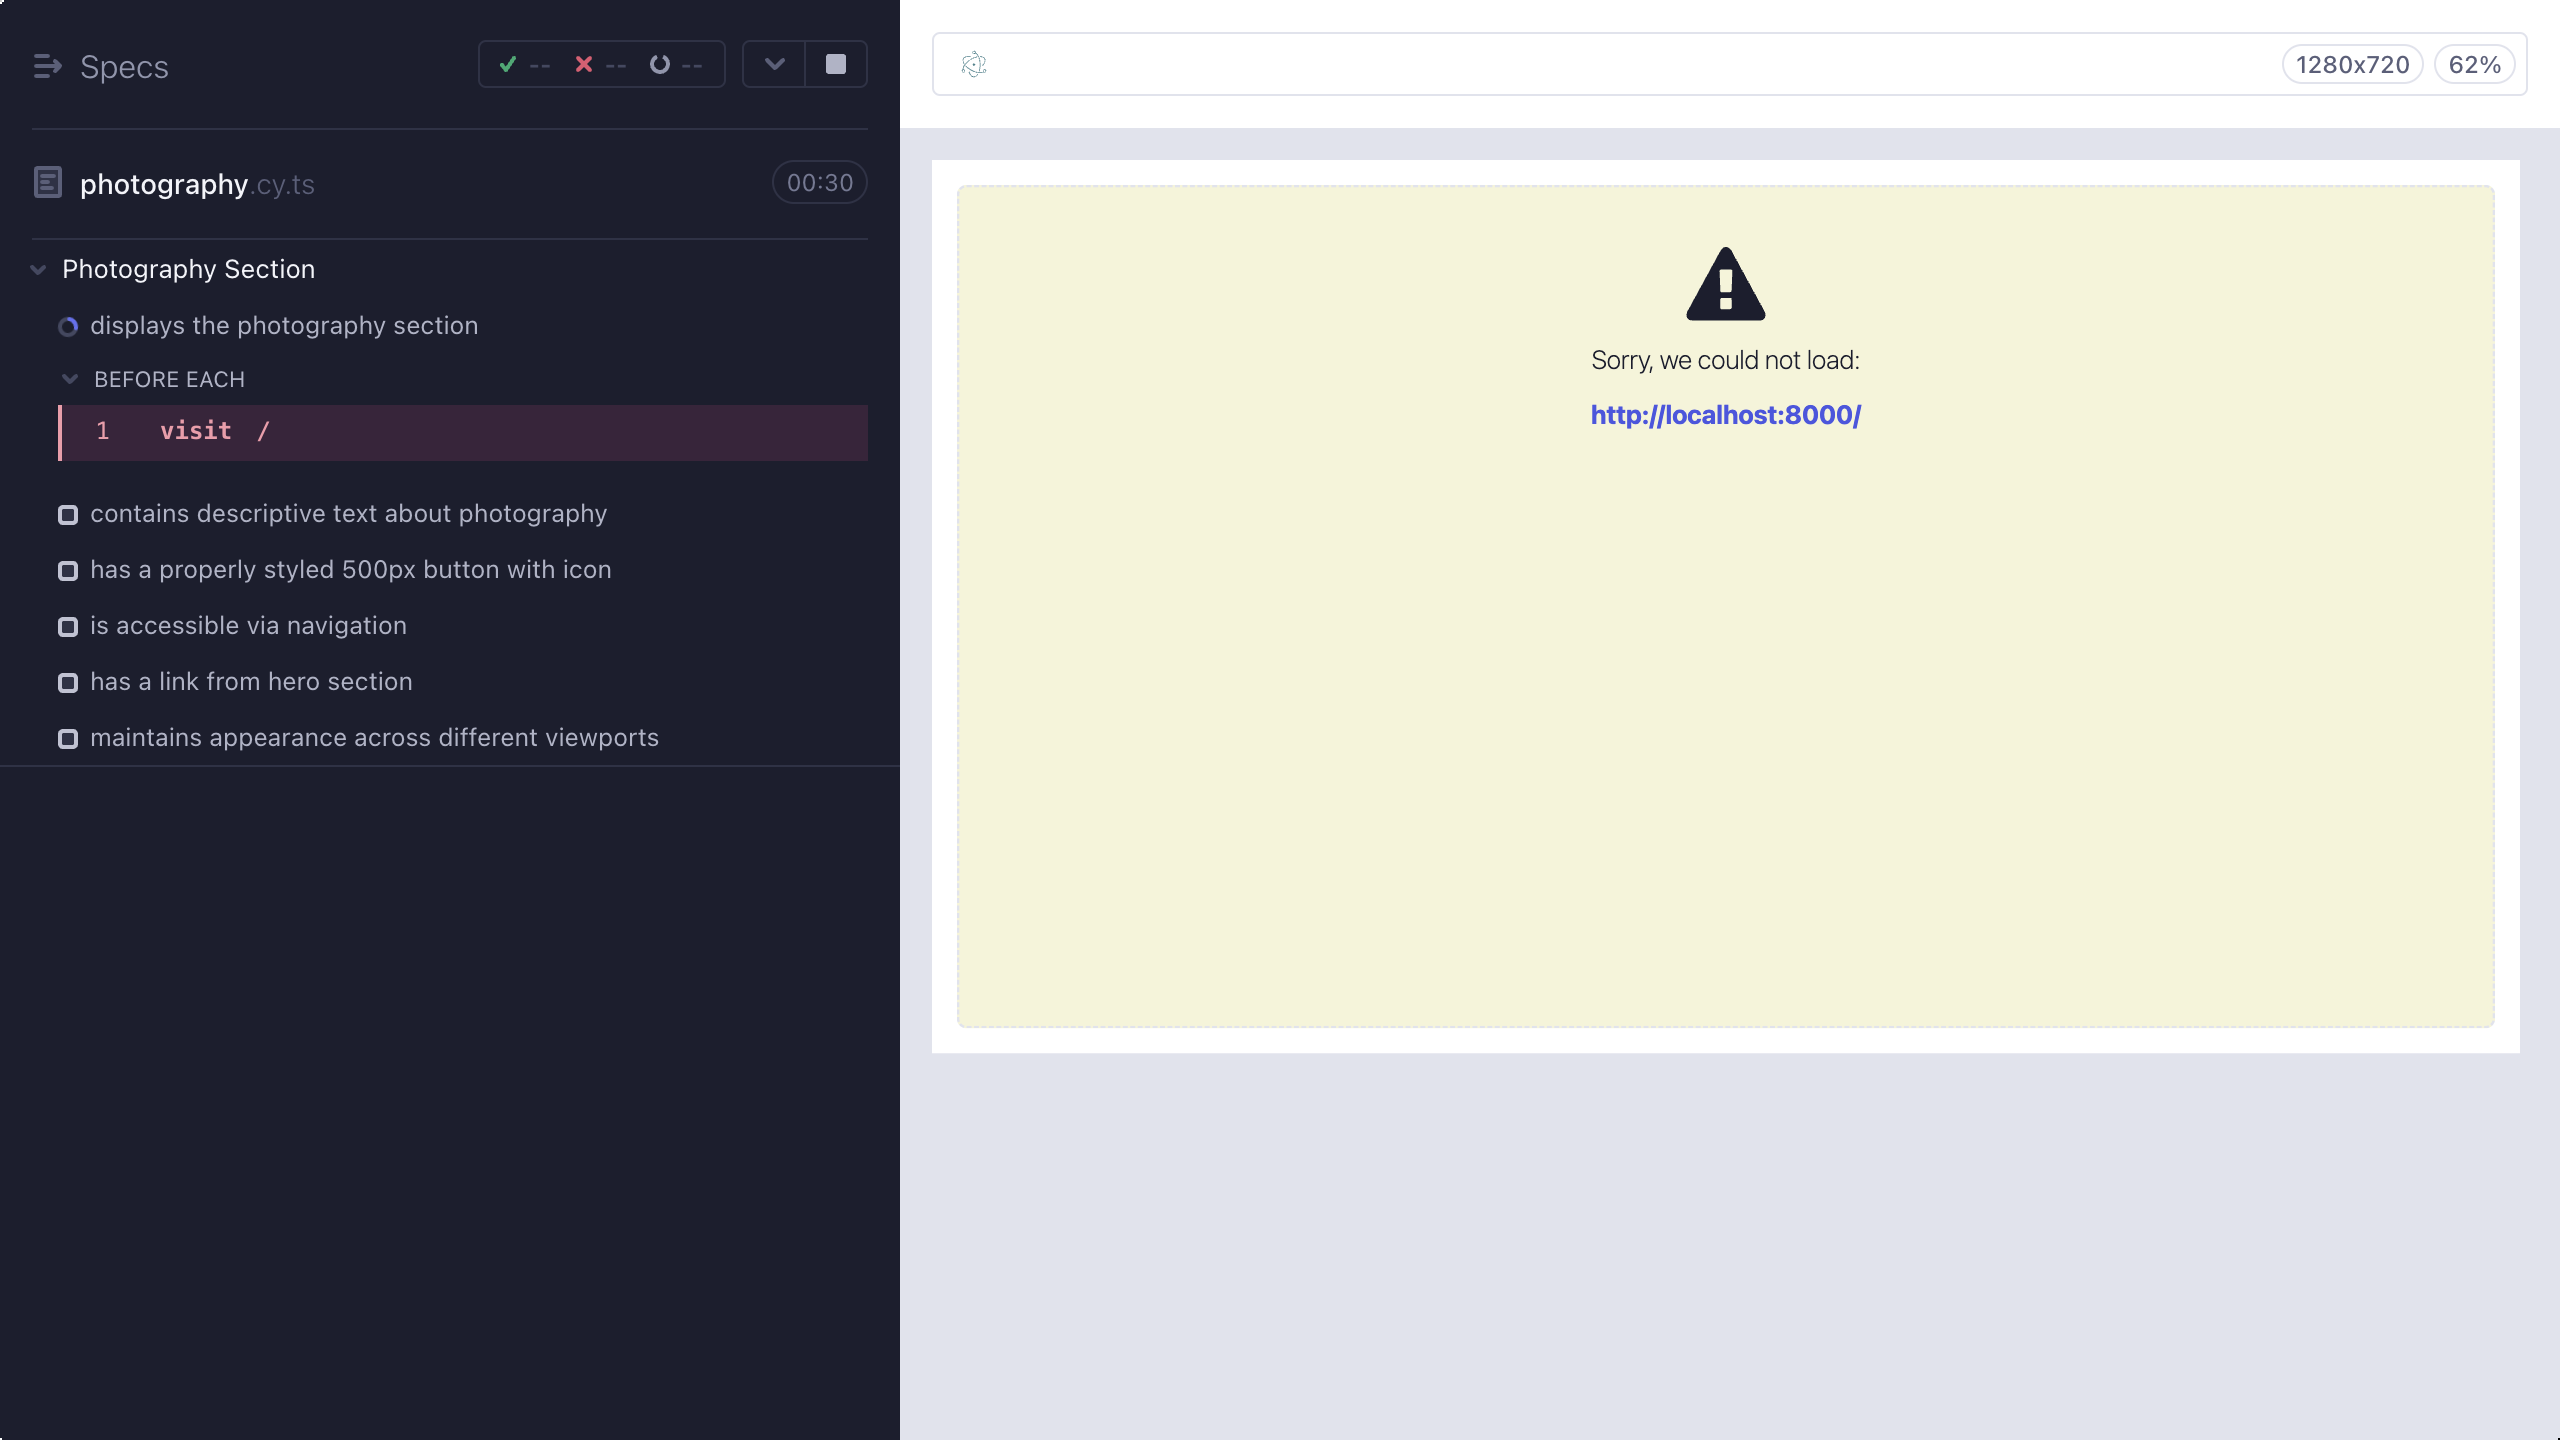 Specs
-- -- --
photography.cy.ts 00:30
Photography Section
displays the photography section
BEFORE EACH
1 visit /
contains descriptive text about photography
has a properly styled 500px button with icon
is accessible via navigation
has a link from hero section
maintains appearance across different viewports
1280x720 62%
Sorry, we could not load:
http://localhost:8000/